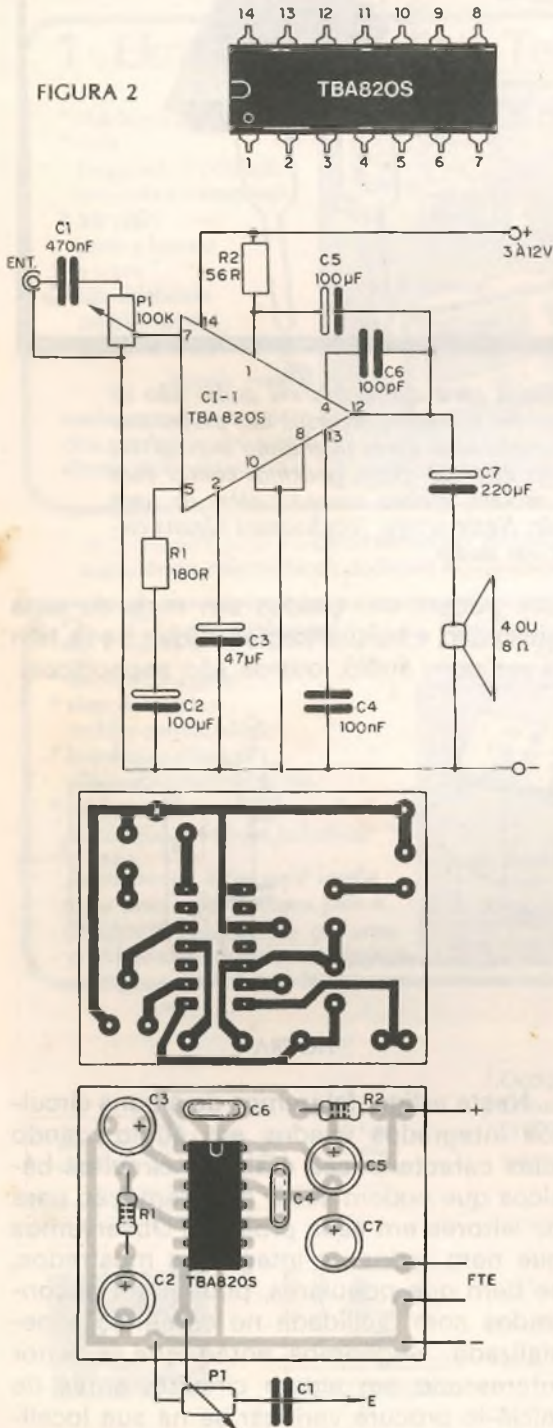 FIGURA 2
14 13 12 11 10 9 8
TBA820S
1 2 3 4 5 6 7
C1
470nF
ENT.
P1
100K
R2
56R
C5
100µF
3 A 12V
+
7
14
1
C6
100pF
CI-1
TBA820S
4
12
13
8
10
2
5
C7
220µF
R1
180R
C3
47µF
4 OU
8 Ω
C2
100µF
C4
100nF
-
C3
C6
R2
+
C5
R1
C4
C7
C2
TBA820S
FTE
-
P1
C1
E